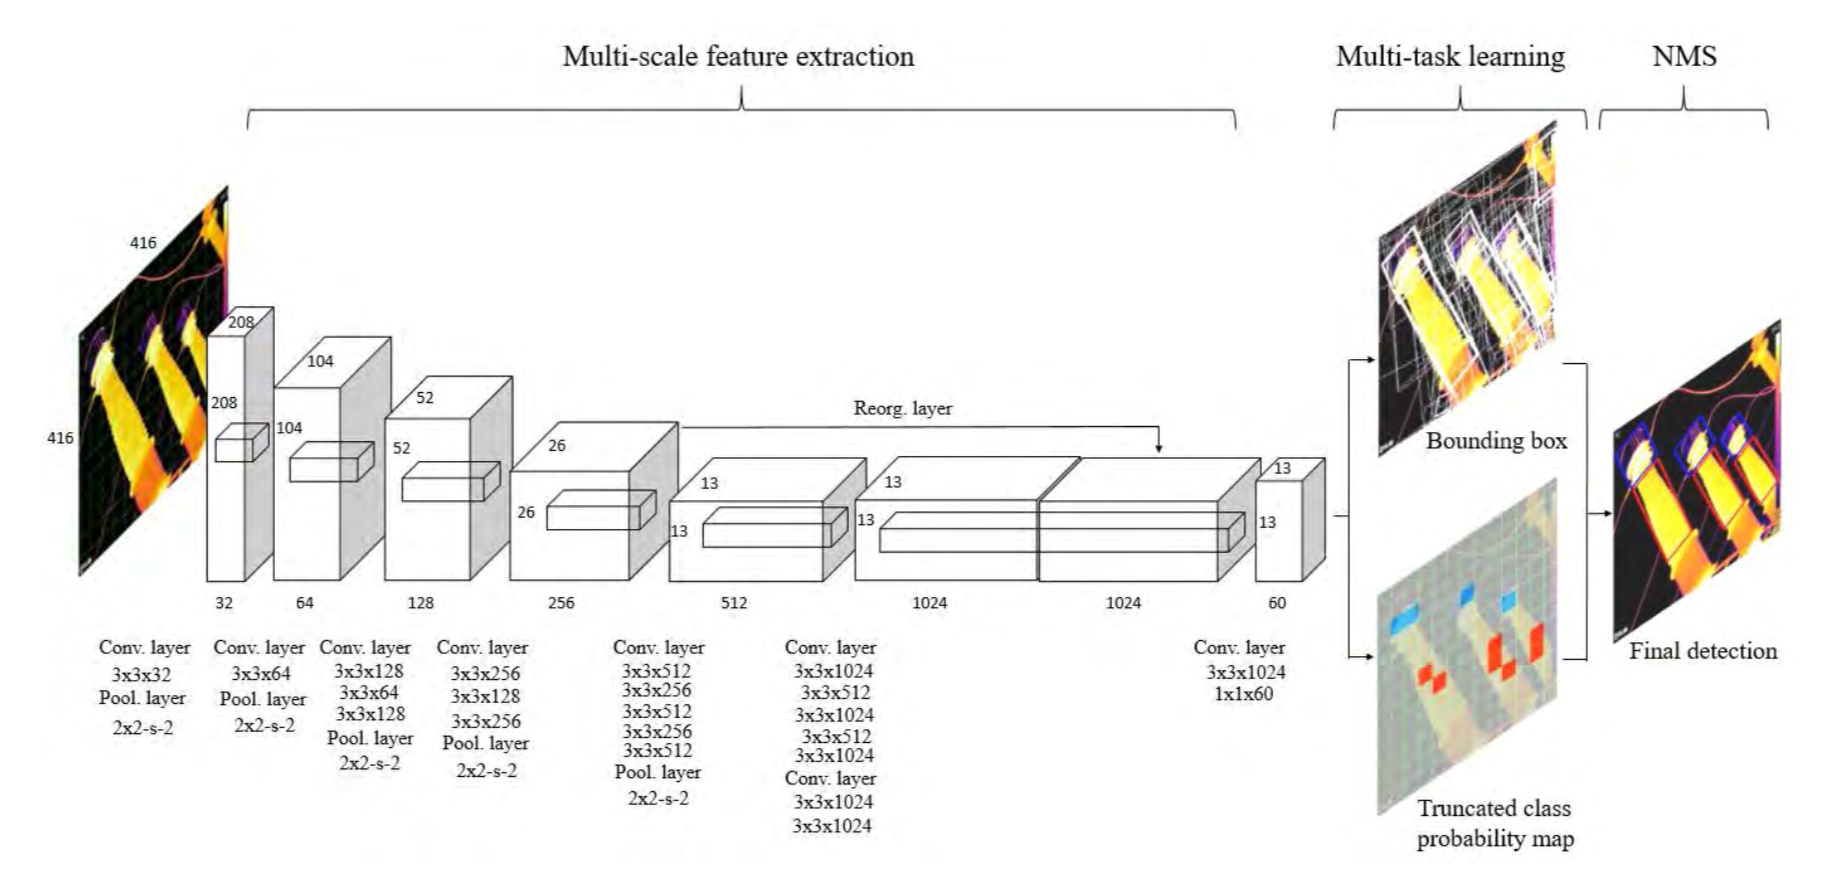 Multi-scale feature extraction
Multi-task learning
NMS
416
416
208
208
104
104
52
52
26
26
Reorg. layer
13
13
13
13
13
13
32
64
128
256
512
1024
1024
60
Conv. layer
3x3x32
Pool. layer
2x2-s-2
Conv. layer
3x3x64
Pool. layer
2x2-s-2
Conv. layer
3x3x128
3x3x64
3x3x128
Pool. layer
2x2-s-2
Conv. layer
3x3x256
3x3x128
3x3x256
Pool. layer
2x2-s-2
Conv. layer
3x3x512
3x3x256
3x3x512
3x3x256
3x3x512
Pool. layer
2x2-s-2
Conv. layer
3x3x1024
3x3x512
3x3x1024
3x3x512
3x3x1024
Conv. layer
3x3x1024
3x3x1024
Conv. layer
3x3x1024
1x1x60
Bounding box
Truncated class
probability map
Final detection